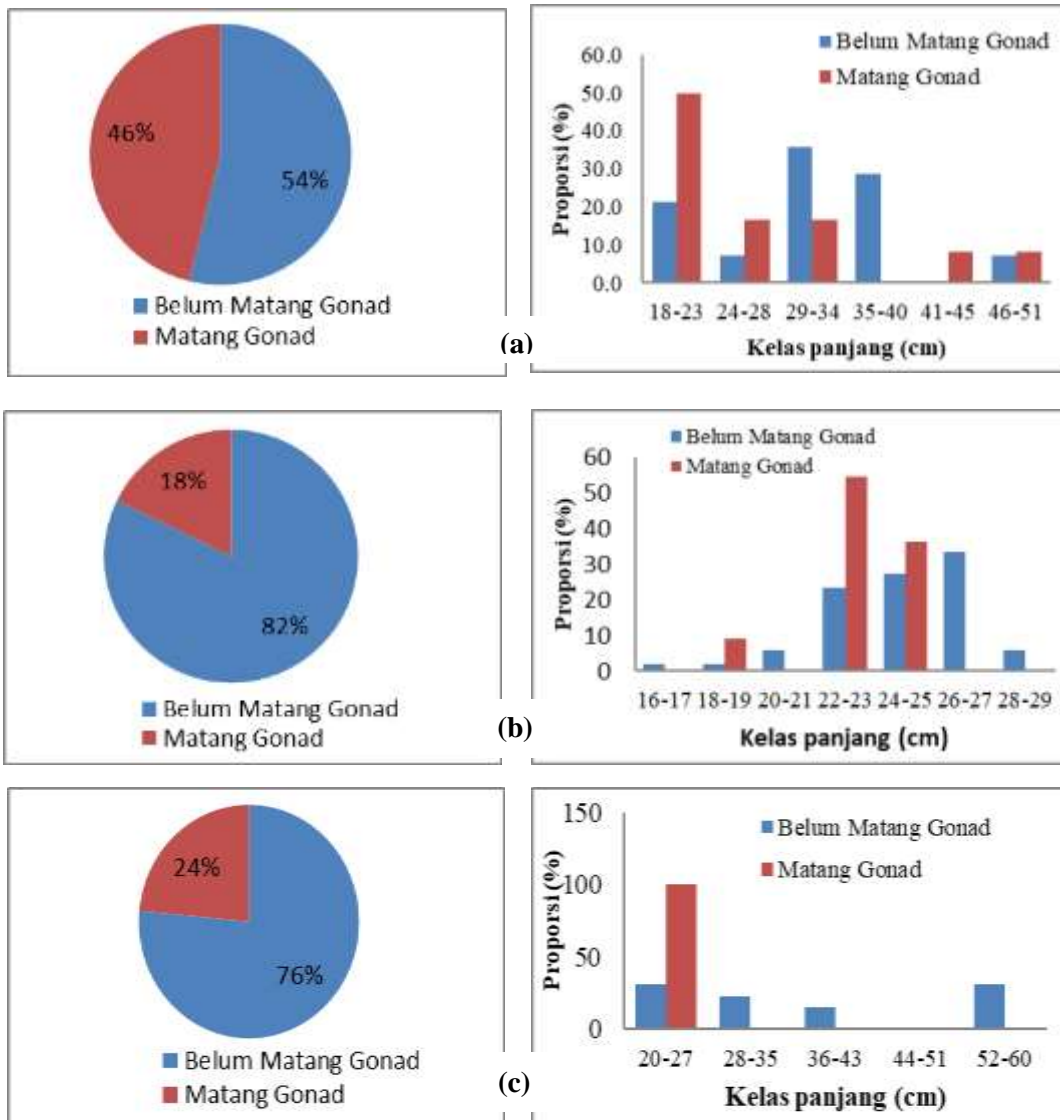 46%
54%
Belum Matang Gonad
Matang Gonad
Belum Matang Gonad
Matang Gonad
Proporsi (%)
60.0
50.0
40.0
30.0
20.0
10.0
0.0
18-23 24-28 29-34 35-40 41-45 46-51
Kelas panjang (cm)
(a)
18%
82%
Belum Matang Gonad
Matang Gonad
Belum Matang Gonad
Matang Gonad
Proporsi (%)
60
50
40
30
20
10
0
16-17 18-19 20-21 22-23 24-25 26-27 28-29
Kelas panjang (cm)
(b)
24%
76%
Belum Matang Gonad
Matang Gonad
Belum Matang Gonad
Matang Gonad
Proporsi (%)
150
100
50
0
20-27 28-35 36-43 44-51 52-60
Kelas panjang (cm)
(c)